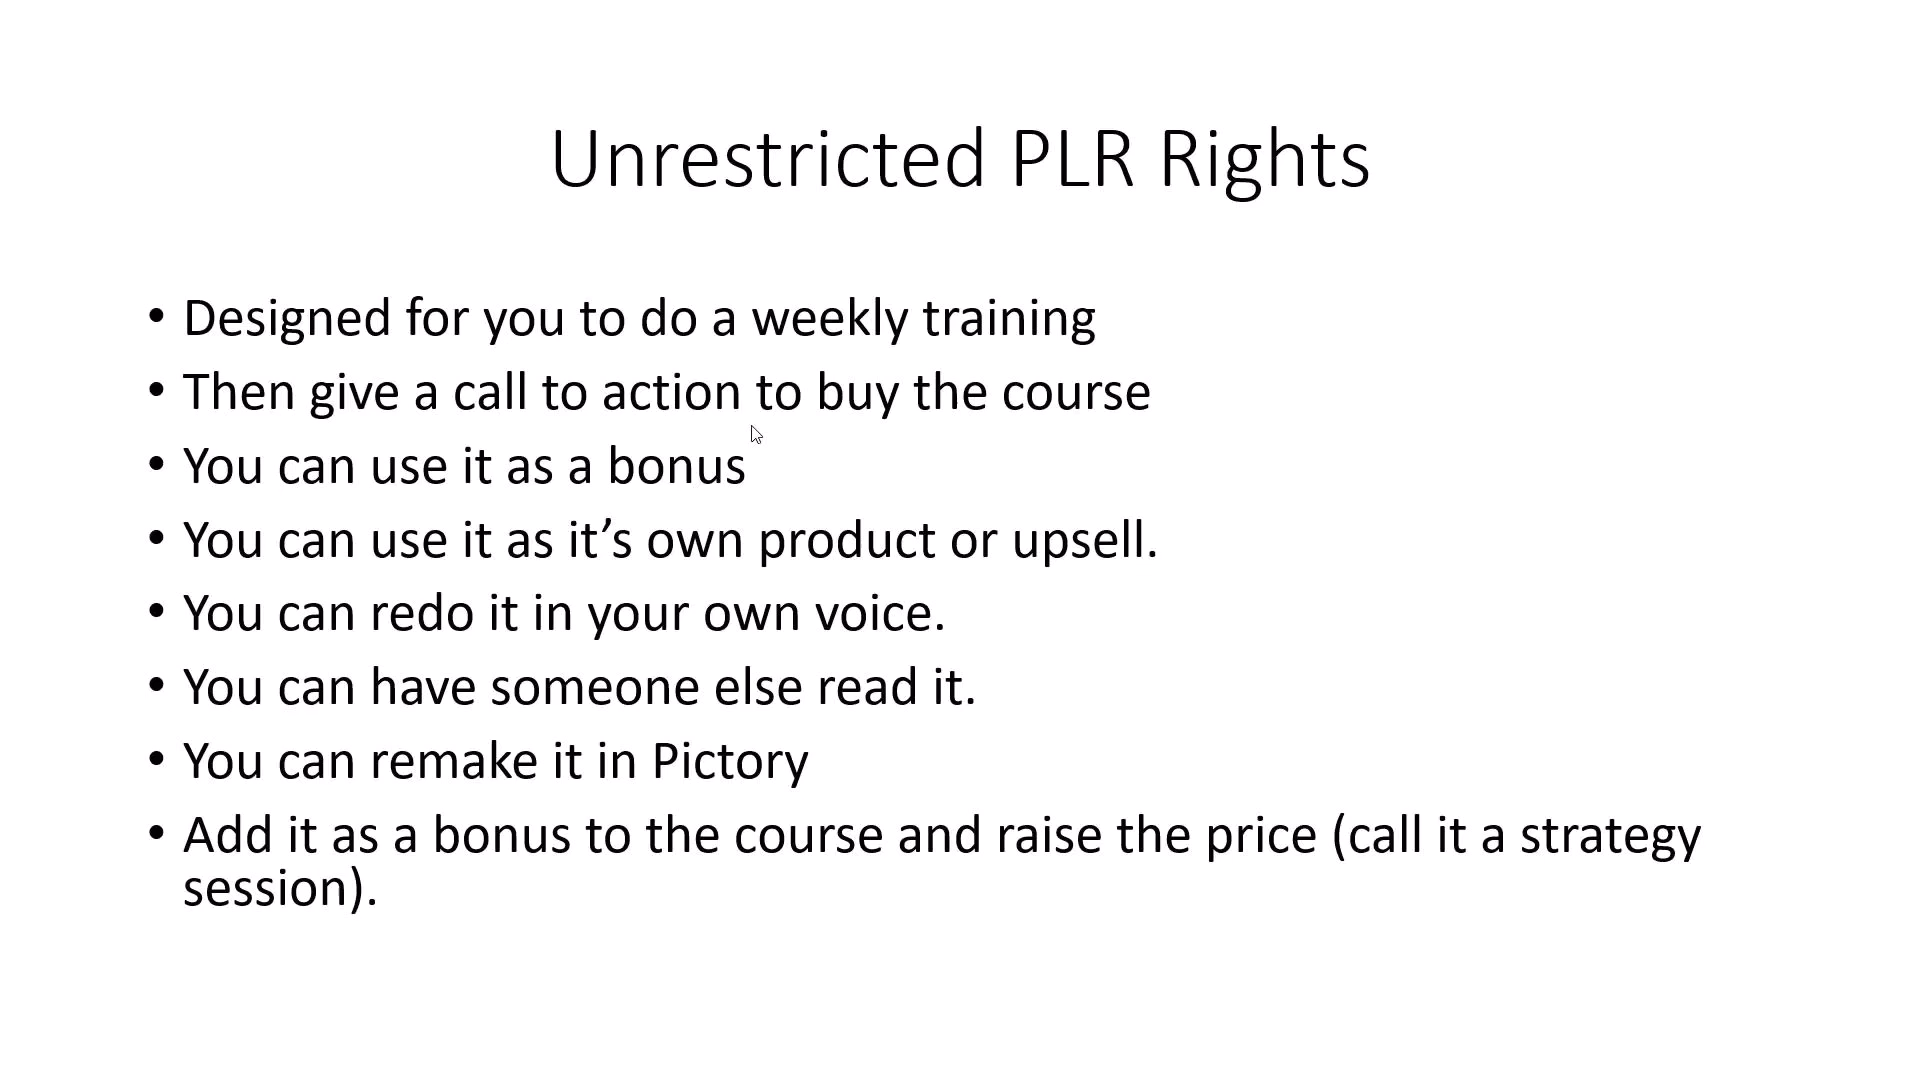 Unrestricted PLR Rights
• Designed for you to do a weekly training
• Then give a call to action to buy the course
• You can use it as a bonus
• You can use it as it’s own product or upsell.
• You can redo it in your own voice.
• You can have someone else read it.
• You can remake it in Pictory
• Add it as a bonus to the course and raise the price (call it a strategy
session).